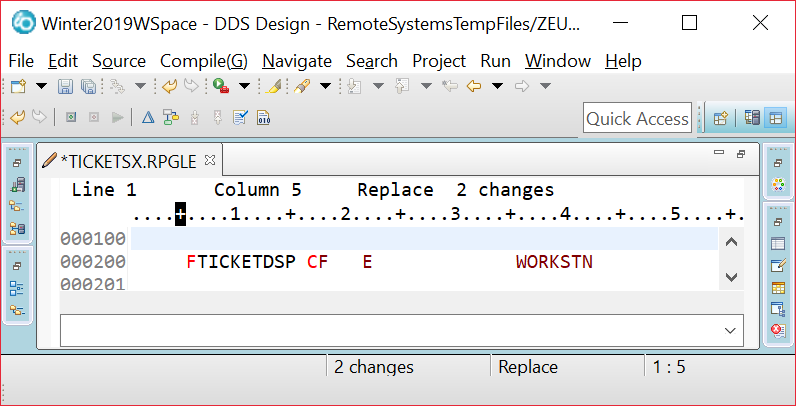 Winter2019WSpace - DDS Design - RemoteSystemsTempFiles/ZEU...
File Edit Source Compile(G) Navigate Search Project Run Window Help
Quick Access
*TICKETSX.RPGLE
Line 1 Column 5 Replace 2 changes
....+....1....+....2....+....3....+....4....+....5....+.
000100
000200 FTICKETDSP CF E WORKSTN
000201
2 changes Replace 1 : 5